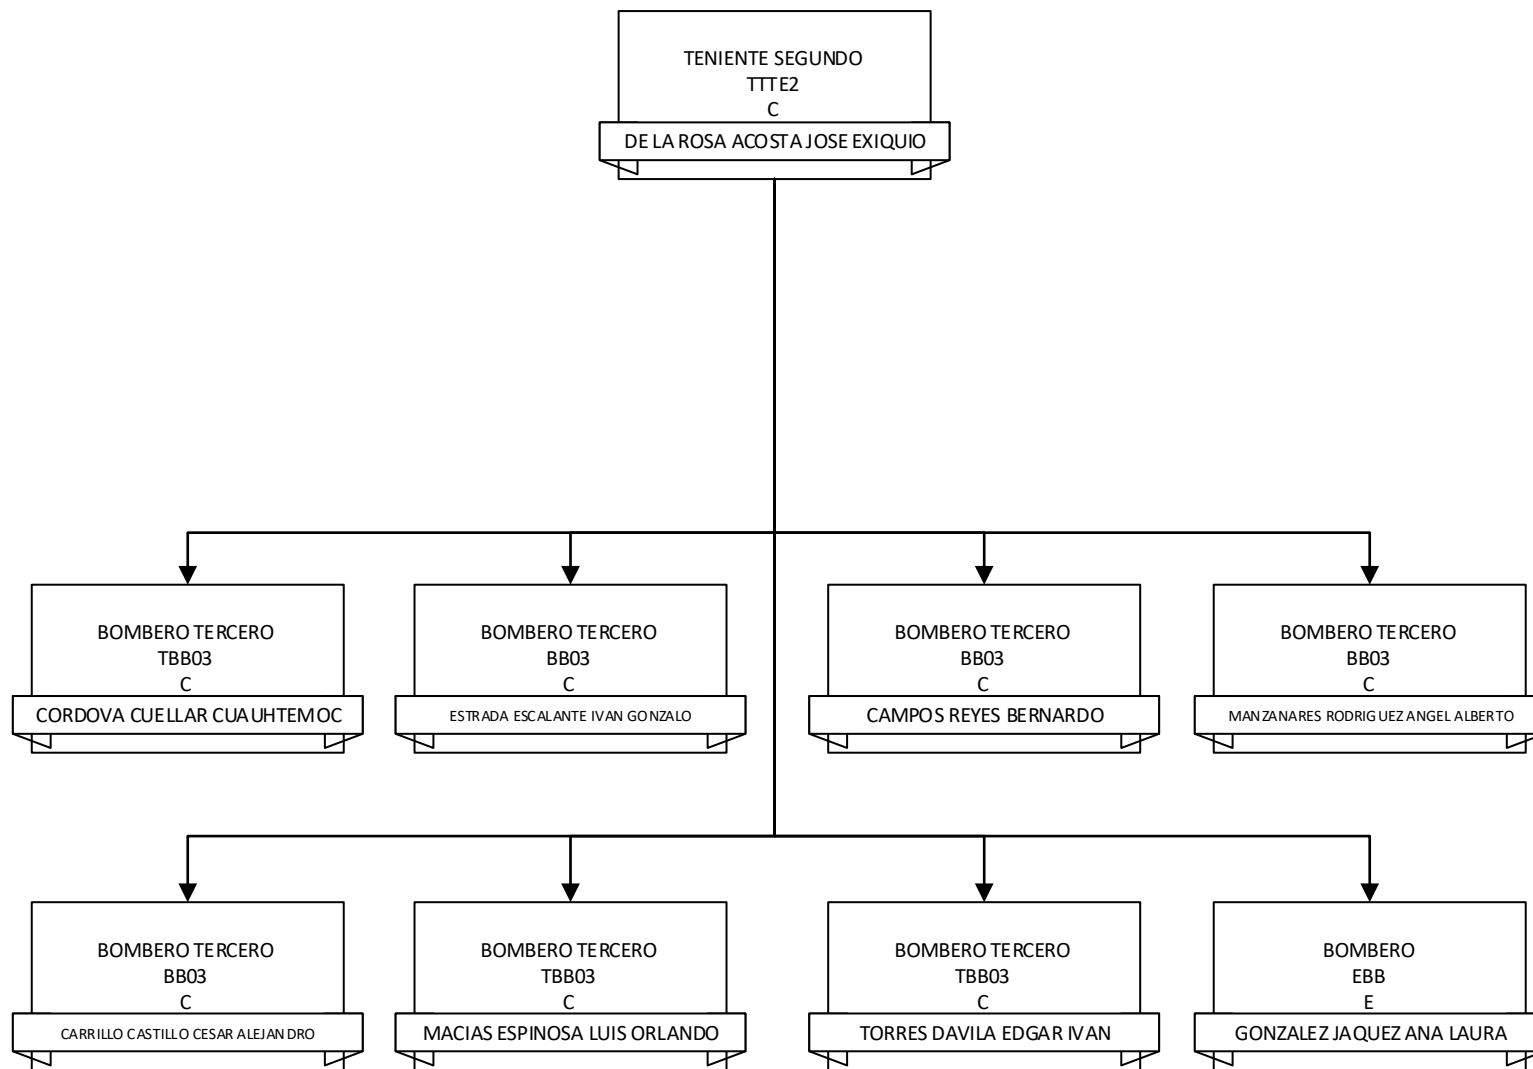 TENIENTE SEGUNDO
TTTE2
C
DE LA ROSA ACOSTA JOSE EXIQUIO
BOMBERO TERCERO
TBB03
C
CORDOVA CUELLAR CUAUHTEMOC
BOMBERO TERCERO
BB03
C
ESTRADA ESCALANTE IVAN GONZALO
BOMBERO TERCERO
BB03
C
CAMPOS REYES BERNARDO
BOMBERO TERCERO
BB03
C
MANZANARES RODRIGUEZ ANGEL ALBERTO
BOMBERO TERCERO
BB03
C
CARRILLO CASTILLO CESAR ALEJANDRO
BOMBERO TERCERO
TBB03
C
MACIAS ESPINOSA LUIS ORLANDO
BOMBERO TERCERO
TBB03
C
TORRES DAVILA EDGAR IVAN
BOMBERO
EBB
E
GONZALEZ JAQUEZ ANA LAURA